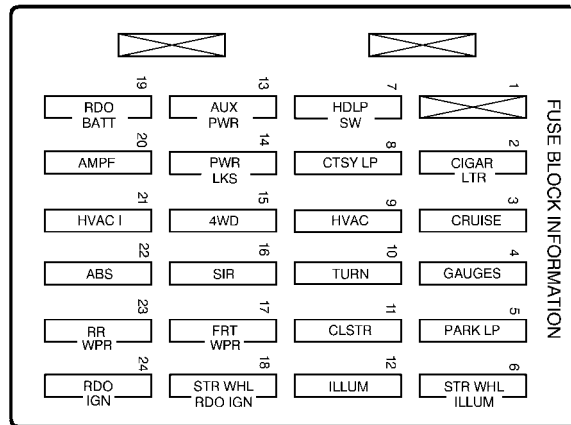 19
13
7
1
RDO
BATT
AUX
PWR
HDLP
SW
20
14
8
2
AMPF
PWR
LKS
CTSY LP
CIGAR
LTR
21
15
9
3
HVAC I
4WD
HVAC
CRUISE
22
16
10
4
ABS
SIR
TURN
GAUGES
23
17
11
5
RR
WPR
FRT
WPR
CLSTR
PARK LP
24
18
12
6
RDO
IGN
STR WHL
RDO IGN
ILLUM
STR WHL
ILLUM
FUSE BLOCK INFORMATION